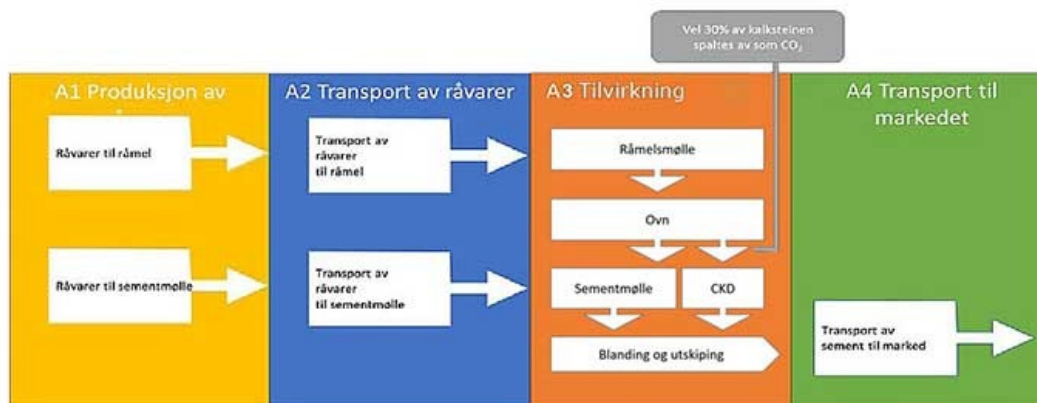 Vel 30% av kalksteinen
spaltes av som CO₂
A1 Produksjon av
Råvarer til råmel
Råvarer til sementmølle
A2 Transport av råvarer
Transport av
råvarer
til råmel
Transport av
råvarer
til sementmølle
A3 Tilvirkning
Råmelsmølle
Ovn
Sementmølle
CKD
Blanding og utskiping
A4 Transport til
markedet
Transport av
sement til marked